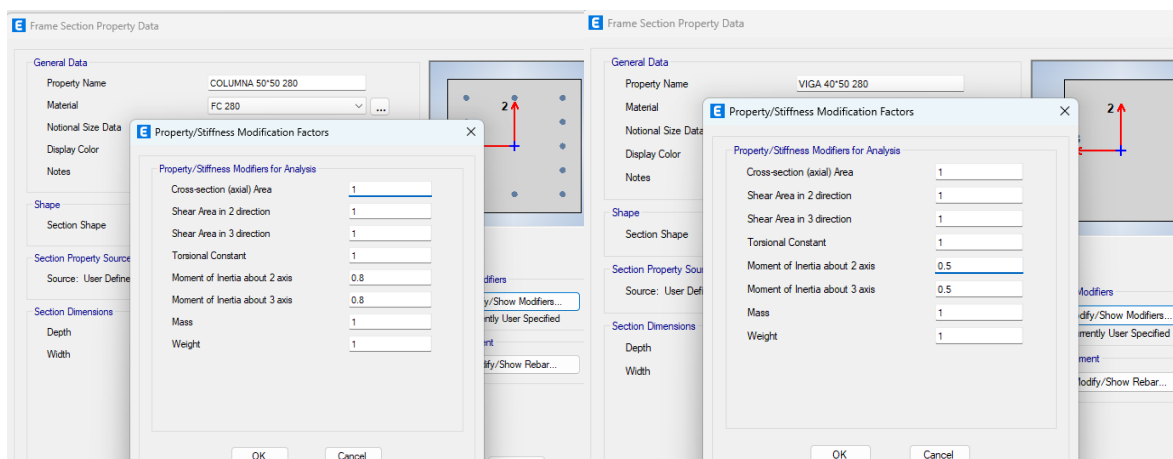 Frame Section Property Data
General Data
Property Name COLUMNA 50*50 280
Material FC 280 ...
Notional Size Data
Display Color
Notes
Shape
Section Shape
Section Property Source
Source: User Define
Section Dimensions
Depth
Width
2
Property/Stiffness Modification Factors
Property/Stiffness Modifiers for Analysis
Cross-section (axial) Area 1
Shear Area in 2 direction 1
Shear Area in 3 direction 1
Torsional Constant 1
Moment of Inertia about 2 axis 0.8
Moment of Inertia about 3 axis 0.8
Mass 1
Weight 1
OK Cancel
difiers
y/Show Modifiers...
ntly User Specified
ent
dify/Show Rebar...
Frame Section Property Data
General Data
Property Name VIGA 40*50 280
Material
Notional Size Data
Display Color
Notes
Shape
Section Shape
Section Property Sour
Source: User Defi
Section Dimensions
Depth
Width
2
Property/Stiffness Modification Factors
Property/Stiffness Modifiers for Analysis
Cross-section (axial) Area 1
Shear Area in 2 direction 1
Shear Area in 3 direction 1
Torsional Constant 1
Moment of Inertia about 2 axis 0.5
Moment of Inertia about 3 axis 0.5
Mass 1
Weight 1
OK Cancel
Modifiers
dify/Show Modifiers...
urrently User Specified
ment
Modify/Show Rebar...